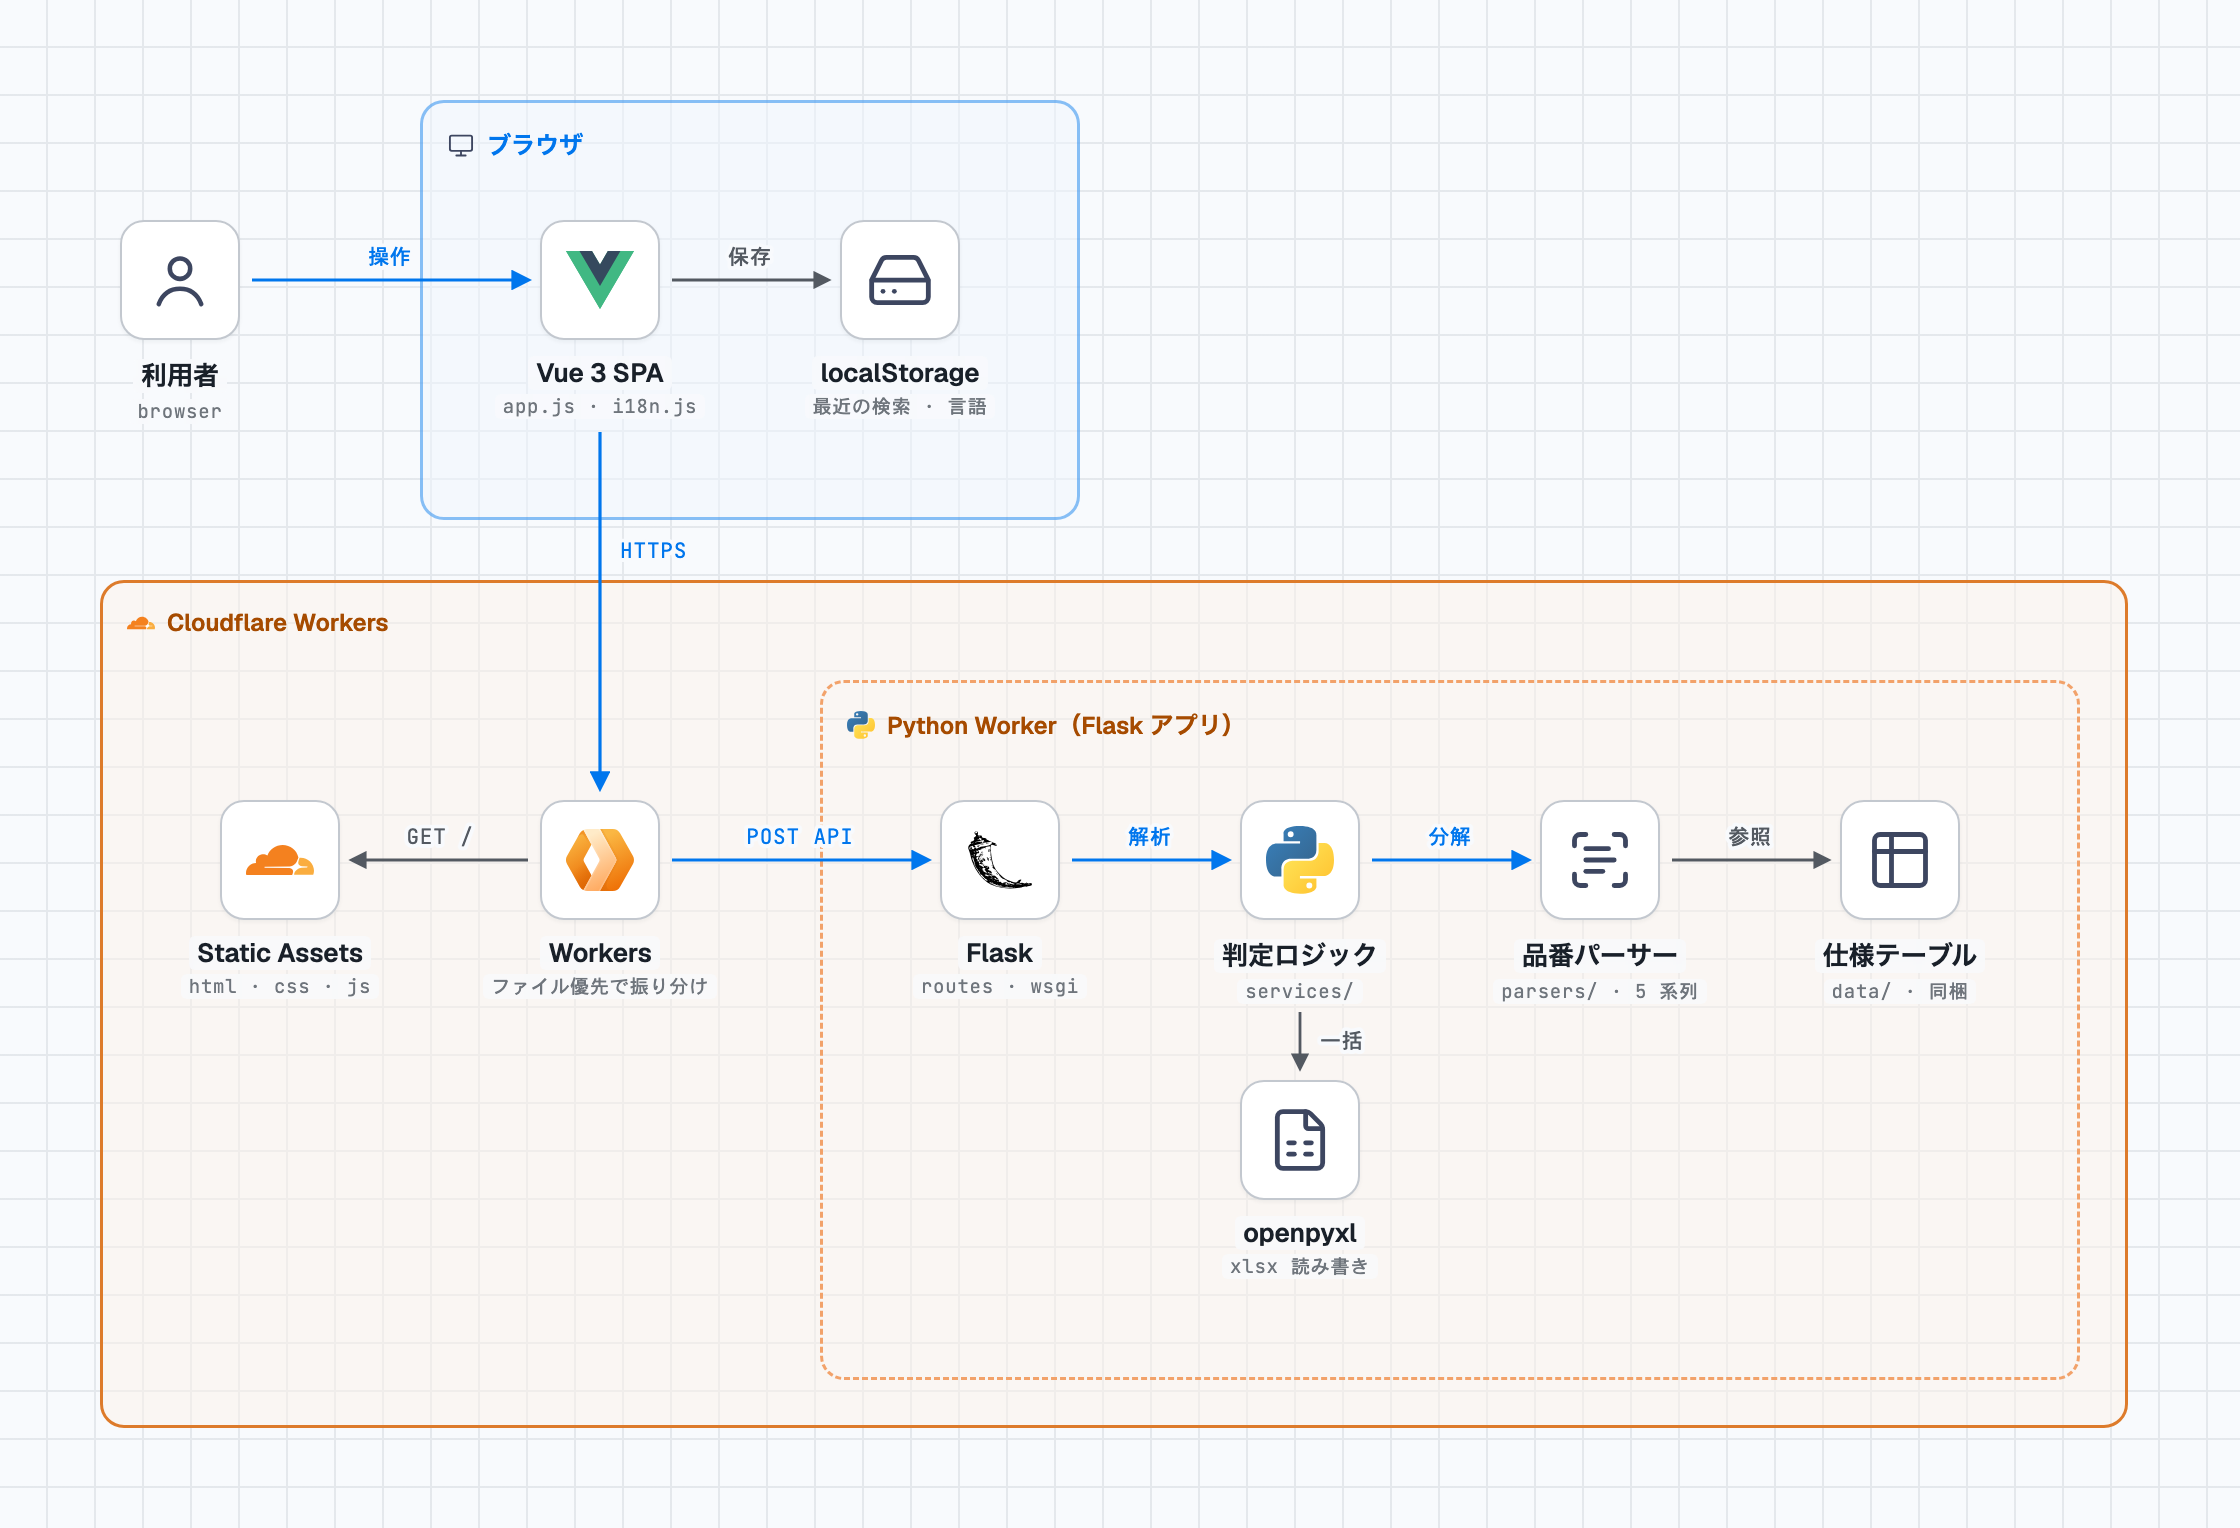 ブラウザ
操作
保存
利用者
browser
Vue 3 SPA
app.js · i18n.js
localStorage
最近の検索 · 言語
HTTPS
Cloudflare Workers
Python Worker（Flask アプリ）
GET /
POST API
解析
分解
参照
Static Assets
html · css · js
Workers
ファイル優先で振り分け
Flask
routes · wsgi
判定ロジック
services/
品番パーサー
parsers/ · 5 系列
仕様テーブル
data/ · 同梱
一括
openpyxl
xlsx 読み書き